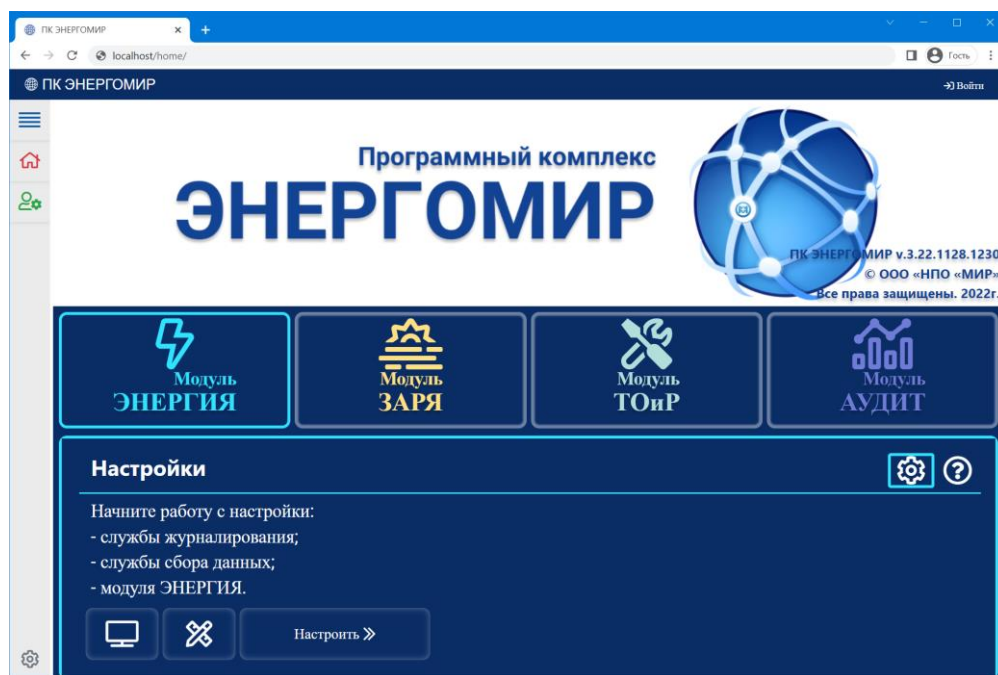 ПК ЭНЕРГОМИР
localhost/home/
Гость
ПК ЭНЕРГОМИР
Войти
Программный комплекс
ЭНЕРГОМИР
ПК ЭНЕРГОМИР v.3.22.1128.1230
© ООО «НПО «МИР»
Все права защищены. 2022г.
Модуль
ЭНЕРГИЯ
Модуль
ЗАРЯ
Модуль
ТОиР
Модуль
АУДИТ
Настройки
Начните работу с настройки:
- службы журналирования;
- службы сбора данных;
- модуля ЭНЕРГИЯ.
Настроить